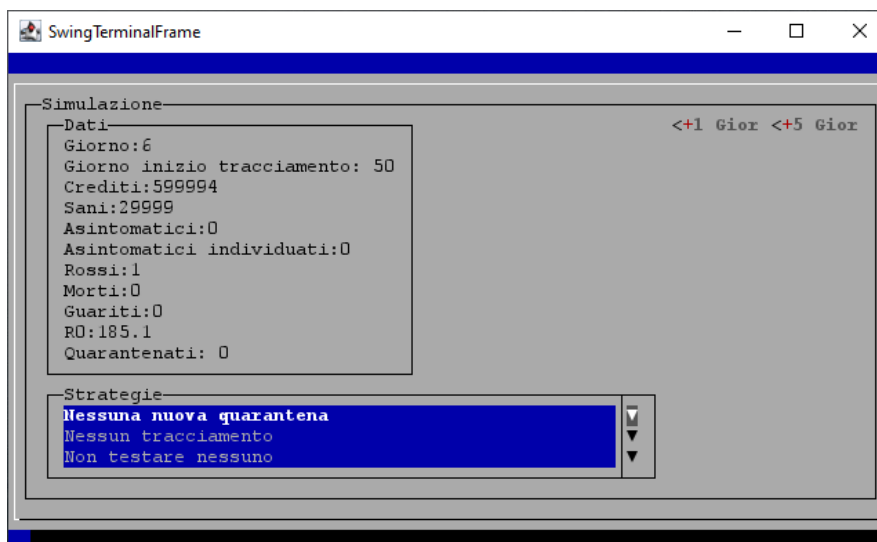 SwingTerminalFrame
Simulazione
Dati
<+1 Gior <+5 Gior
Giorno:6
Giorno inizio tracciamento: 50
Crediti:599994
Sani:29999
Asintomatici:0
Asintomatici individuati:0
Rossi:1
Morti:0
Guariti:0
R0:185.1
Quarantenati: 0
Strategie
Nessuna nuova quarantena
Nessun tracciamento
Non testare nessuno